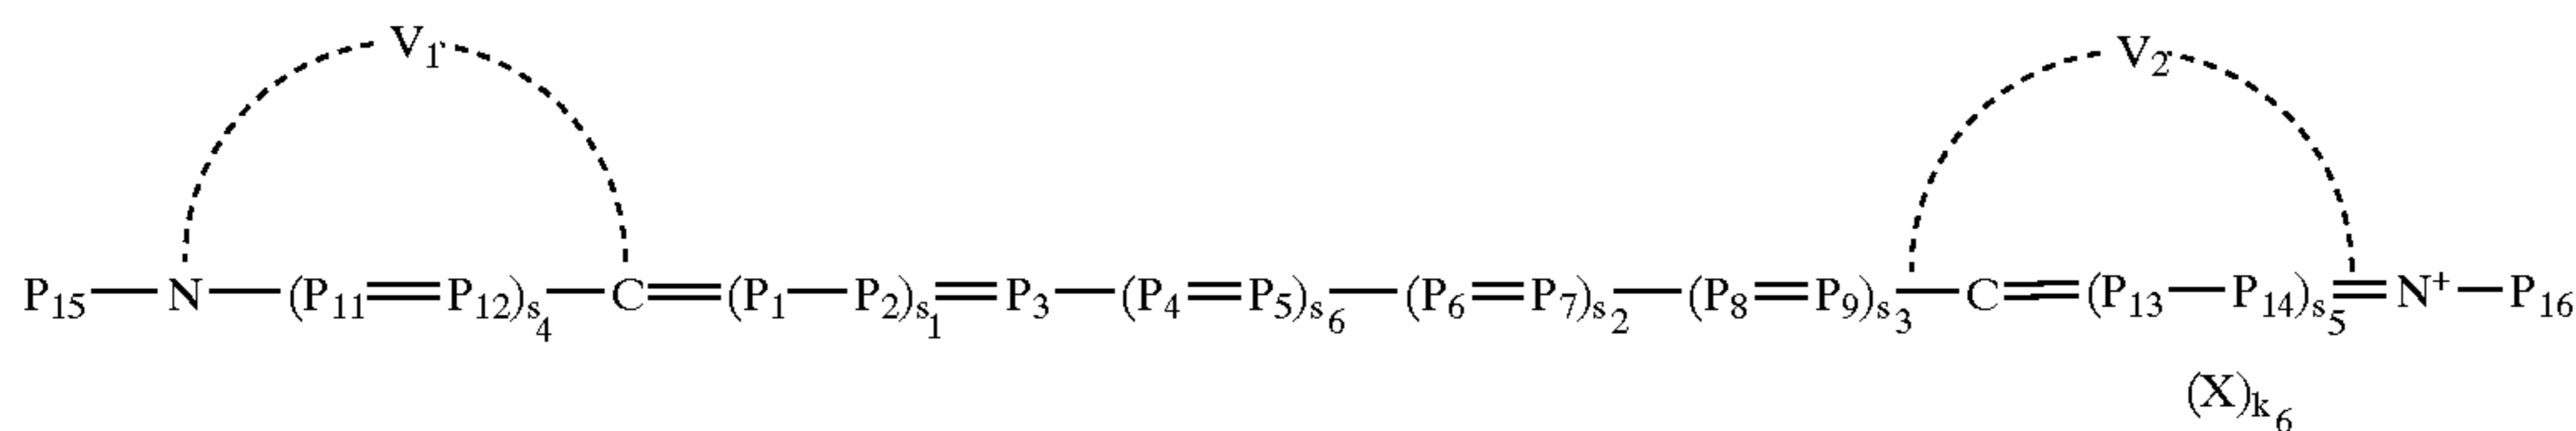 V₁ V₂
P₁₅—N—(P₁₁=P₁₂)s₄—C=(P₁—P₂)s₁=P₃—(P₄=P₅)s₆—(P₆=P₇)s₂—(P₈=P₉)s₃—C=(P₁₃—P₁₄)s₅=N⁺—P₁₆
(X)k₆